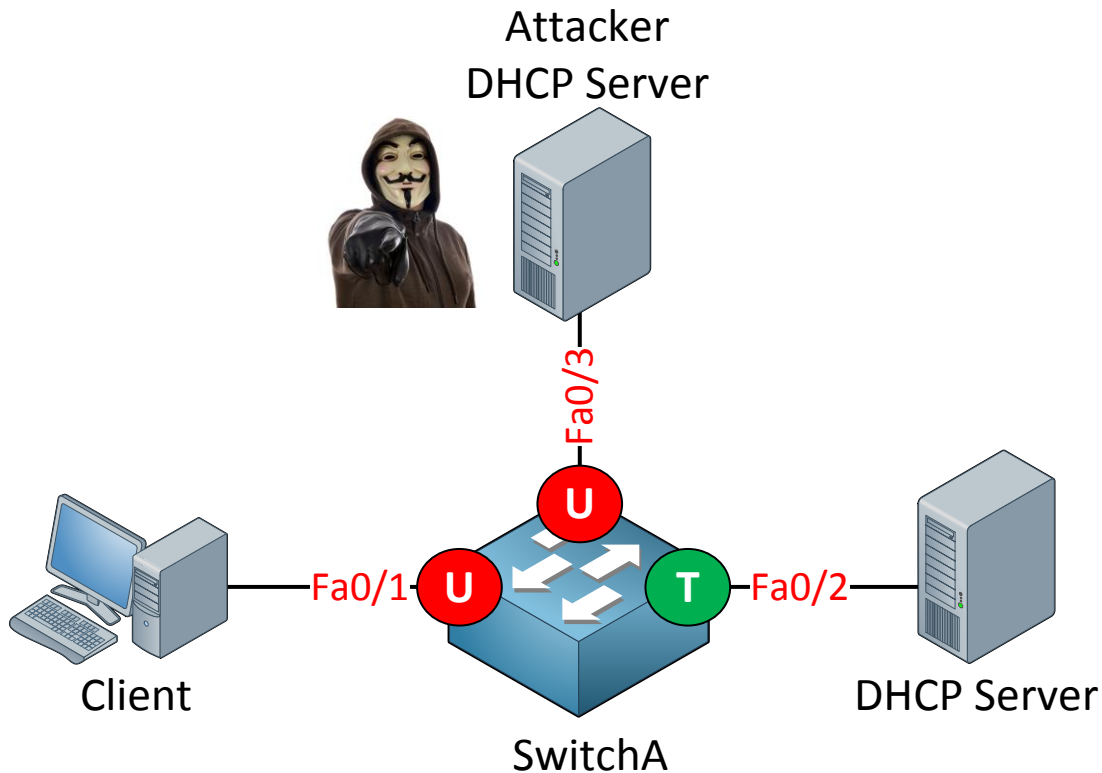 Attacker
DHCP Server
Fa0/3
U
Fa0/1
U
T
Fa0/2
Client
DHCP Server
SwitchA